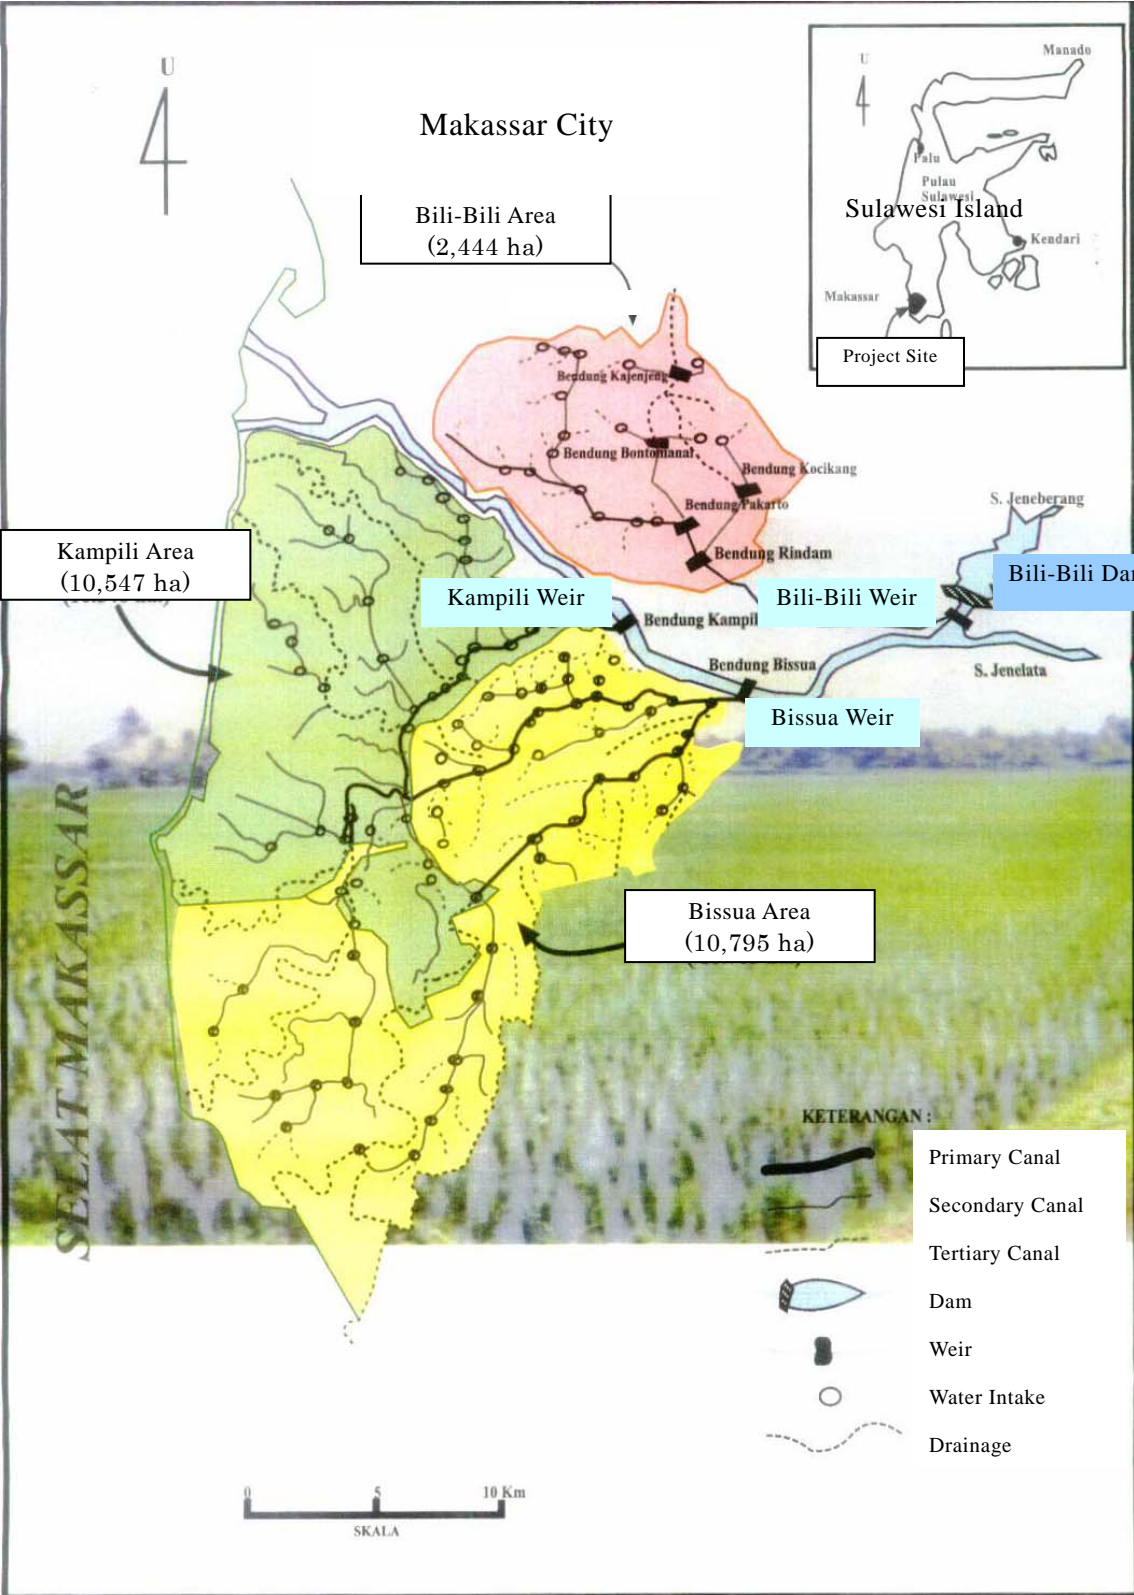 U
Makassar City
Bili-Bili Area
(2,444 ha)
U
Manado
Palu
Pulau
Sulawesi
Sulawesi Island
Kendari
Makassar
Project Site
Bendung Kajenjeng
Bendung Bontomanai
Bendung Kocikang
Bendung Pakarto
Bendung Rindam
S. Jeneberang
Kampili Area
(10,547 ha)
Bili-Bili Dam
Kampili Weir
Bili-Bili Weir
Bendung Kampil
Bendung Bissua
S. Jenelata
Bissua Weir
SELAT MAKASSAR
Bissua Area
(10,795 ha)
KETERANGAN :
Primary Canal
Secondary Canal
Tertiary Canal
Dam
Weir
Water Intake
Drainage
0 5 10 Km
SKALA